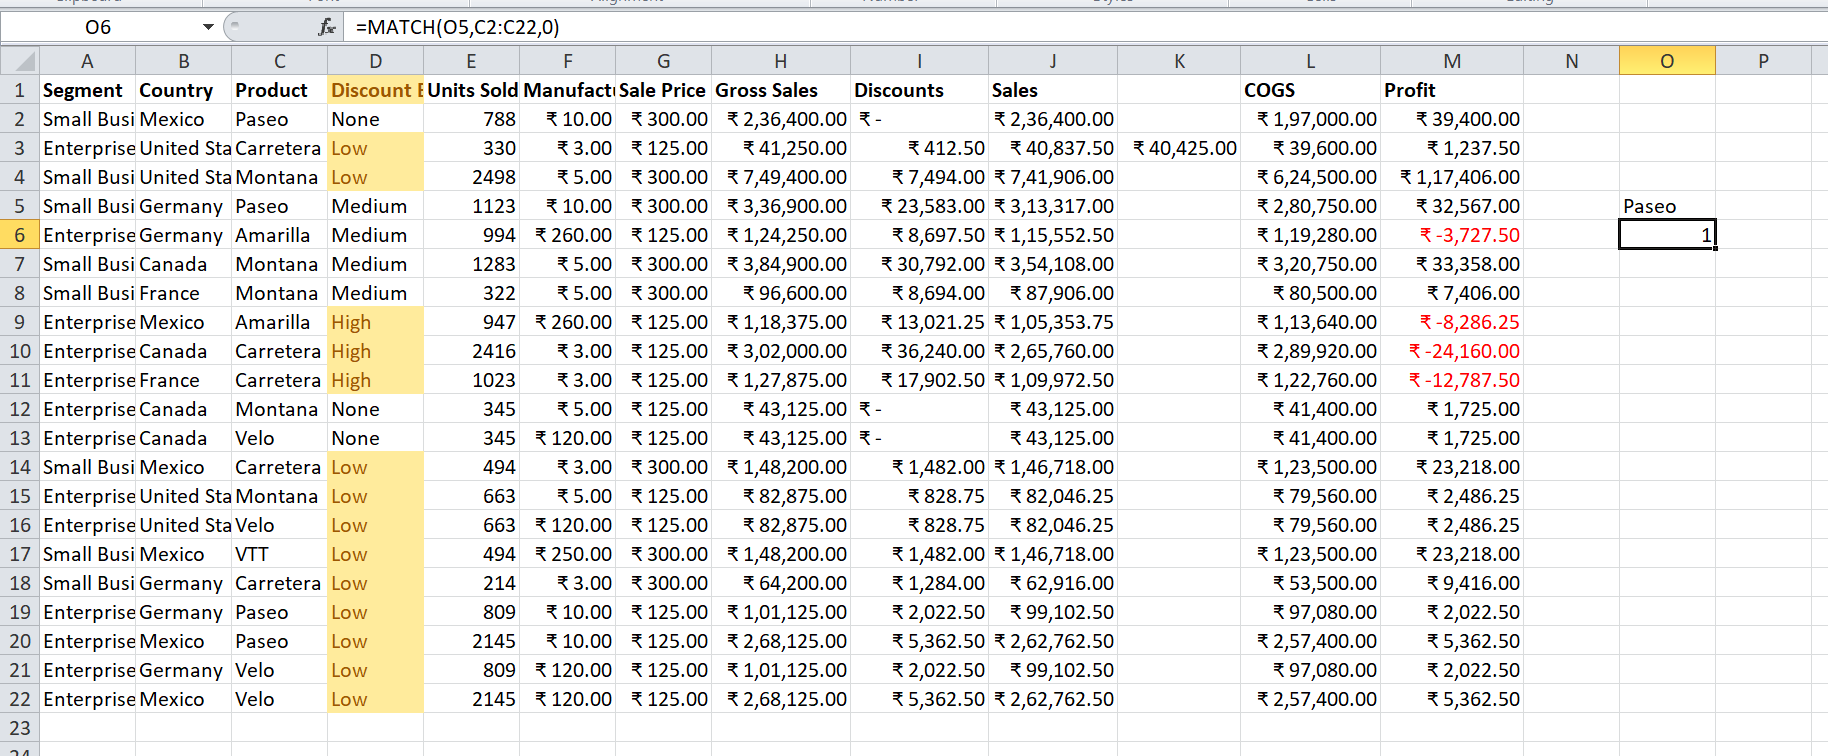 Clipboard Font Alignment Number Styles Cells Editing
O6 fx =MATCH(O5,C2:C22,0)
A B C D E F G H I J K L M N O P
1 Segment Country Product Discount Units Sold Manufact Sale Price Gross Sales Discounts Sales COGS Profit
2 Small Busi Mexico Paseo None 788 ₹ 10.00 ₹ 300.00 ₹ 2,36,400.00 ₹ - ₹ 2,36,400.00 ₹ 1,97,000.00 ₹ 39,400.00
3 Enterprise United Sta Carretera Low 330 ₹ 3.00 ₹ 125.00 ₹ 41,250.00 ₹ 412.50 ₹ 40,837.50 ₹ 40,425.00 ₹ 39,600.00 ₹ 1,237.50
4 Small Busi United Sta Montana Low 2498 ₹ 5.00 ₹ 300.00 ₹ 7,49,400.00 ₹ 7,494.00 ₹ 7,41,906.00 ₹ 6,24,500.00 ₹ 1,17,406.00
5 Small Busi Germany Paseo Medium 1123 ₹ 10.00 ₹ 300.00 ₹ 3,36,900.00 ₹ 23,583.00 ₹ 3,13,317.00 ₹ 2,80,750.00 ₹ 32,567.00 Paseo
6 Enterprise Germany Amarilla Medium 994 ₹ 260.00 ₹ 125.00 ₹ 1,24,250.00 ₹ 8,697.50 ₹ 1,15,552.50 ₹ 1,19,280.00 ₹ -3,727.50 1
7 Small Busi Canada Montana Medium 1283 ₹ 5.00 ₹ 300.00 ₹ 3,84,900.00 ₹ 30,792.00 ₹ 3,54,108.00 ₹ 3,20,750.00 ₹ 33,358.00
8 Small Busi France Montana Medium 322 ₹ 5.00 ₹ 300.00 ₹ 96,600.00 ₹ 8,694.00 ₹ 87,906.00 ₹ 80,500.00 ₹ 7,406.00
9 Enterprise Mexico Amarilla High 947 ₹ 260.00 ₹ 125.00 ₹ 1,18,375.00 ₹ 13,021.25 ₹ 1,05,353.75 ₹ 1,13,640.00 ₹ -8,286.25
10 Enterprise Canada Carretera High 2416 ₹ 3.00 ₹ 125.00 ₹ 3,02,000.00 ₹ 36,240.00 ₹ 2,65,760.00 ₹ 2,89,920.00 ₹ -24,160.00
11 Enterprise France Carretera High 1023 ₹ 3.00 ₹ 125.00 ₹ 1,27,875.00 ₹ 17,902.50 ₹ 1,09,972.50 ₹ 1,22,760.00 ₹ -12,787.50
12 Enterprise Canada Montana None 345 ₹ 5.00 ₹ 125.00 ₹ 43,125.00 ₹ - ₹ 43,125.00 ₹ 41,400.00 ₹ 1,725.00
13 Enterprise Canada Velo None 345 ₹ 120.00 ₹ 125.00 ₹ 43,125.00 ₹ - ₹ 43,125.00 ₹ 41,400.00 ₹ 1,725.00
14 Small Busi Mexico Carretera Low 494 ₹ 3.00 ₹ 300.00 ₹ 1,48,200.00 ₹ 1,482.00 ₹ 1,46,718.00 ₹ 1,23,500.00 ₹ 23,218.00
15 Enterprise United Sta Montana Low 663 ₹ 5.00 ₹ 125.00 ₹ 82,875.00 ₹ 828.75 ₹ 82,046.25 ₹ 79,560.00 ₹ 2,486.25
16 Enterprise United Sta Velo Low 663 ₹ 120.00 ₹ 125.00 ₹ 82,875.00 ₹ 828.75 ₹ 82,046.25 ₹ 79,560.00 ₹ 2,486.25
17 Small Busi Mexico VTT Low 494 ₹ 250.00 ₹ 300.00 ₹ 1,48,200.00 ₹ 1,482.00 ₹ 1,46,718.00 ₹ 1,23,500.00 ₹ 23,218.00
18 Small Busi Germany Carretera Low 214 ₹ 3.00 ₹ 300.00 ₹ 64,200.00 ₹ 1,284.00 ₹ 62,916.00 ₹ 53,500.00 ₹ 9,416.00
19 Enterprise Germany Paseo Low 809 ₹ 10.00 ₹ 125.00 ₹ 1,01,125.00 ₹ 2,022.50 ₹ 99,102.50 ₹ 97,080.00 ₹ 2,022.50
20 Enterprise Mexico Paseo Low 2145 ₹ 10.00 ₹ 125.00 ₹ 2,68,125.00 ₹ 5,362.50 ₹ 2,62,762.50 ₹ 2,57,400.00 ₹ 5,362.50
21 Enterprise Germany Velo Low 809 ₹ 120.00 ₹ 125.00 ₹ 1,01,125.00 ₹ 2,022.50 ₹ 99,102.50 ₹ 97,080.00 ₹ 2,022.50
22 Enterprise Mexico Velo Low 2145 ₹ 120.00 ₹ 125.00 ₹ 2,68,125.00 ₹ 5,362.50 ₹ 2,62,762.50 ₹ 2,57,400.00 ₹ 5,362.50
23
24